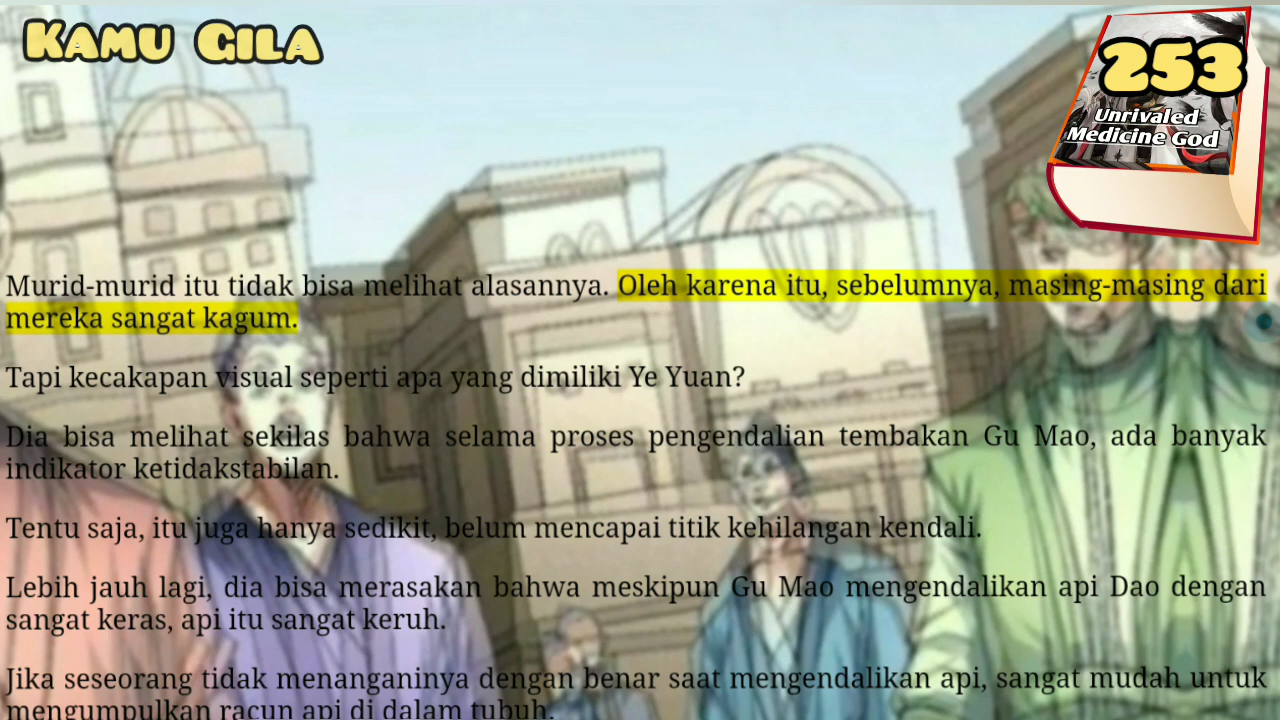 Kamu Gila
253
Unrivaled
Medicine God
Murid-murid itu tidak bisa melihat alasannya. Oleh karena itu, sebelumnya, masing-masing dari
mereka sangat kagum.
Tapi kecakapan visual seperti apa yang dimiliki Ye Yuan?
Dia bisa melihat sekilas bahwa selama proses pengendalian tembakan Gu Mao, ada banyak
indikator ketidakstabilan.
Tentu saja, itu juga hanya sedikit, belum mencapai titik kehilangan kendali.
Lebih jauh lagi, dia bisa merasakan bahwa meskipun Gu Mao mengendalikan api Dao dengan
sangat keras, api itu sangat keruh.
Jika seseorang tidak menanganinya dengan benar saat mengendalikan api, sangat mudah untuk
mengumpulkan racun api di dalam tubuh.